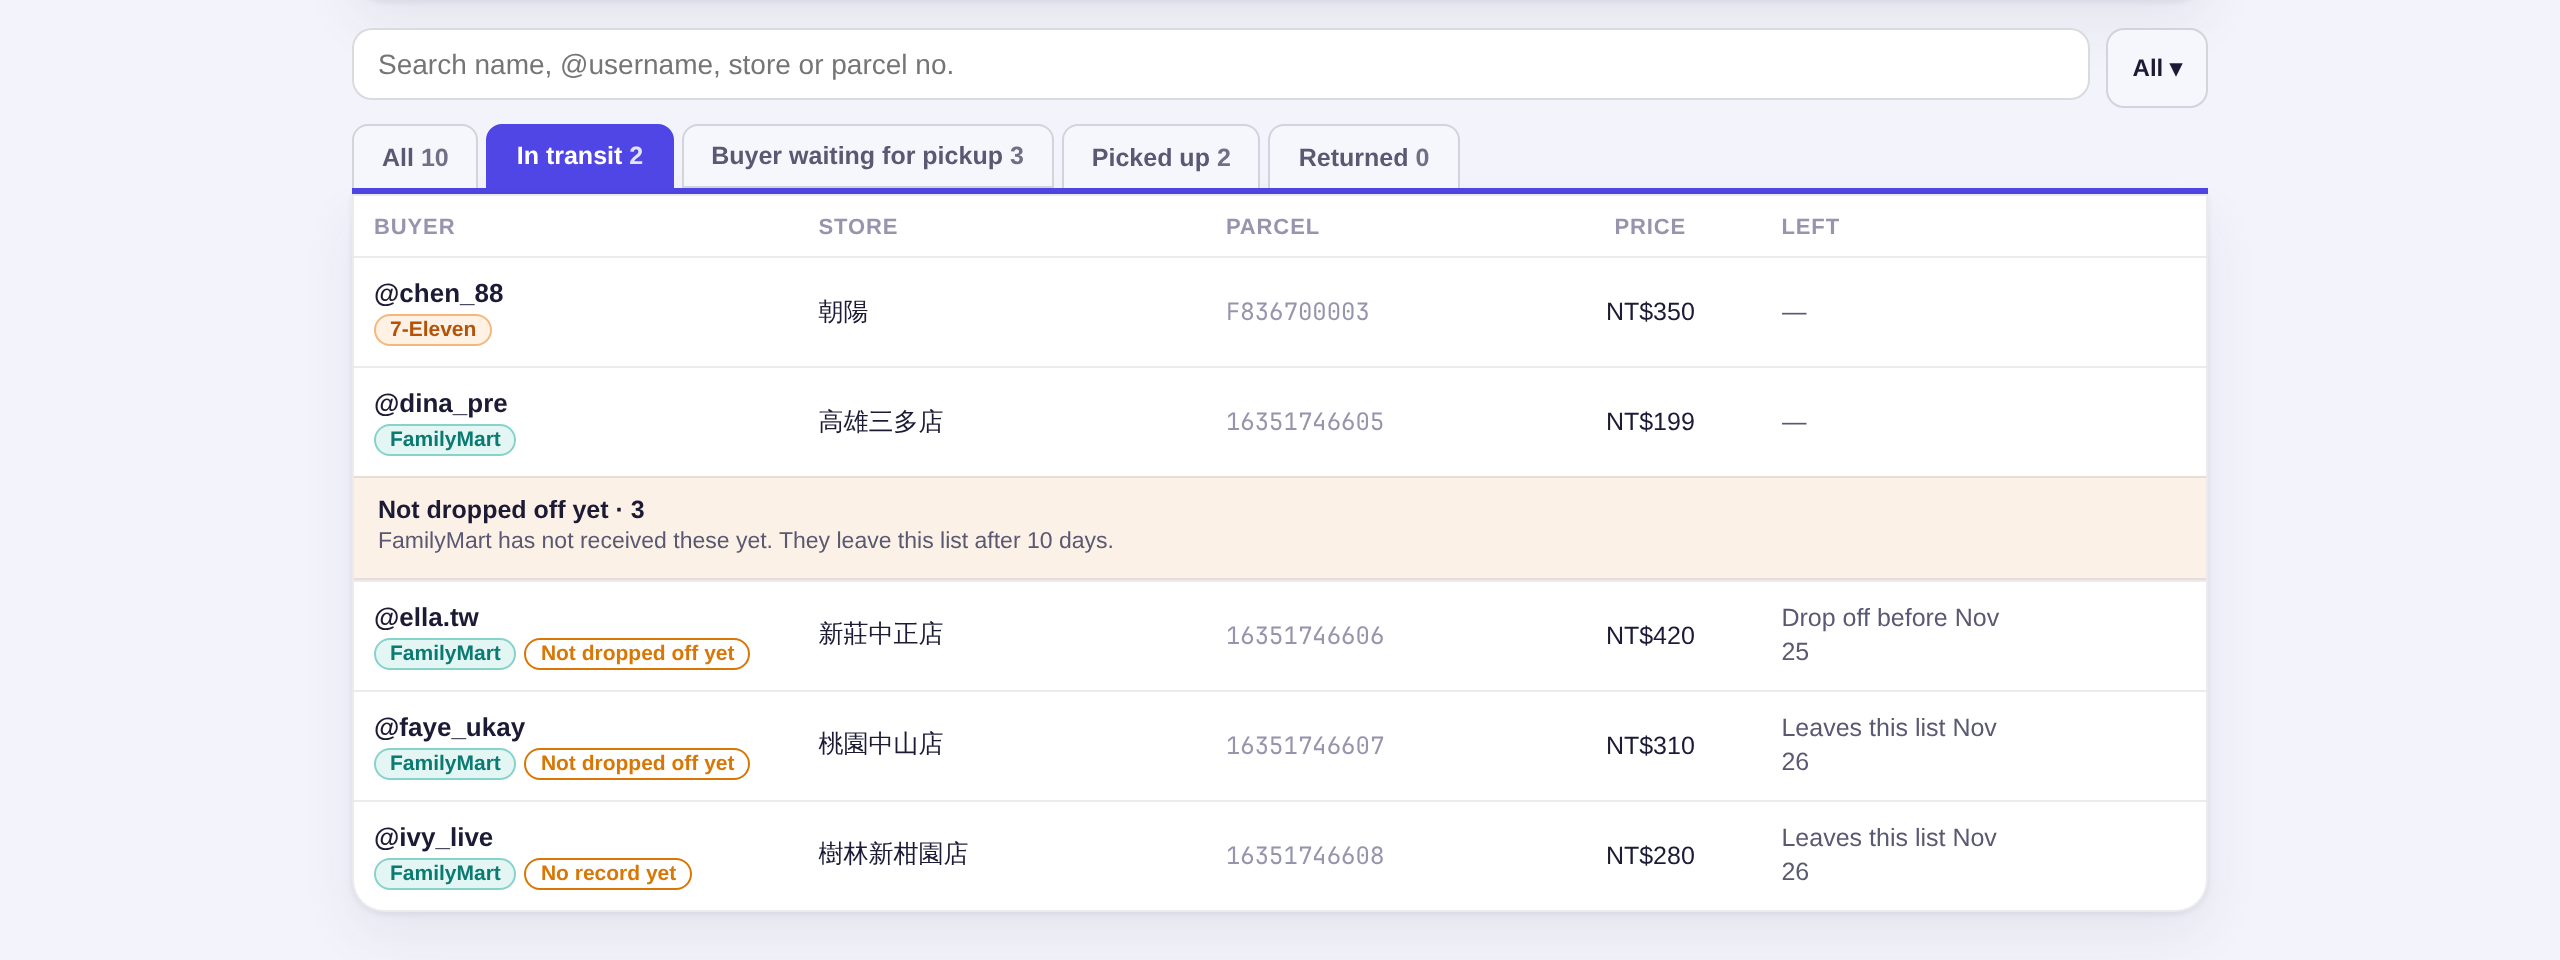 Search name, @username, store or parcel no.
All ▾
All 10
In transit 2
Buyer waiting for pickup 3
Picked up 2
Returned 0
BUYER STORE PARCEL PRICE LEFT
@chen_88
7-Eleven
朝陽
F836700003
NT$350
—
@dina_pre
FamilyMart
高雄三多店
16351746605
NT$199
—
Not dropped off yet · 3
FamilyMart has not received these yet. They leave this list after 10 days.
@ella.tw
FamilyMart Not dropped off yet
新莊中正店
16351746606
NT$420
Drop off before Nov
25
@faye_ukay
FamilyMart Not dropped off yet
桃園中山店
16351746607
NT$310
Leaves this list Nov
26
@ivy_live
FamilyMart No record yet
樹林新柑園店
16351746608
NT$280
Leaves this list Nov
26